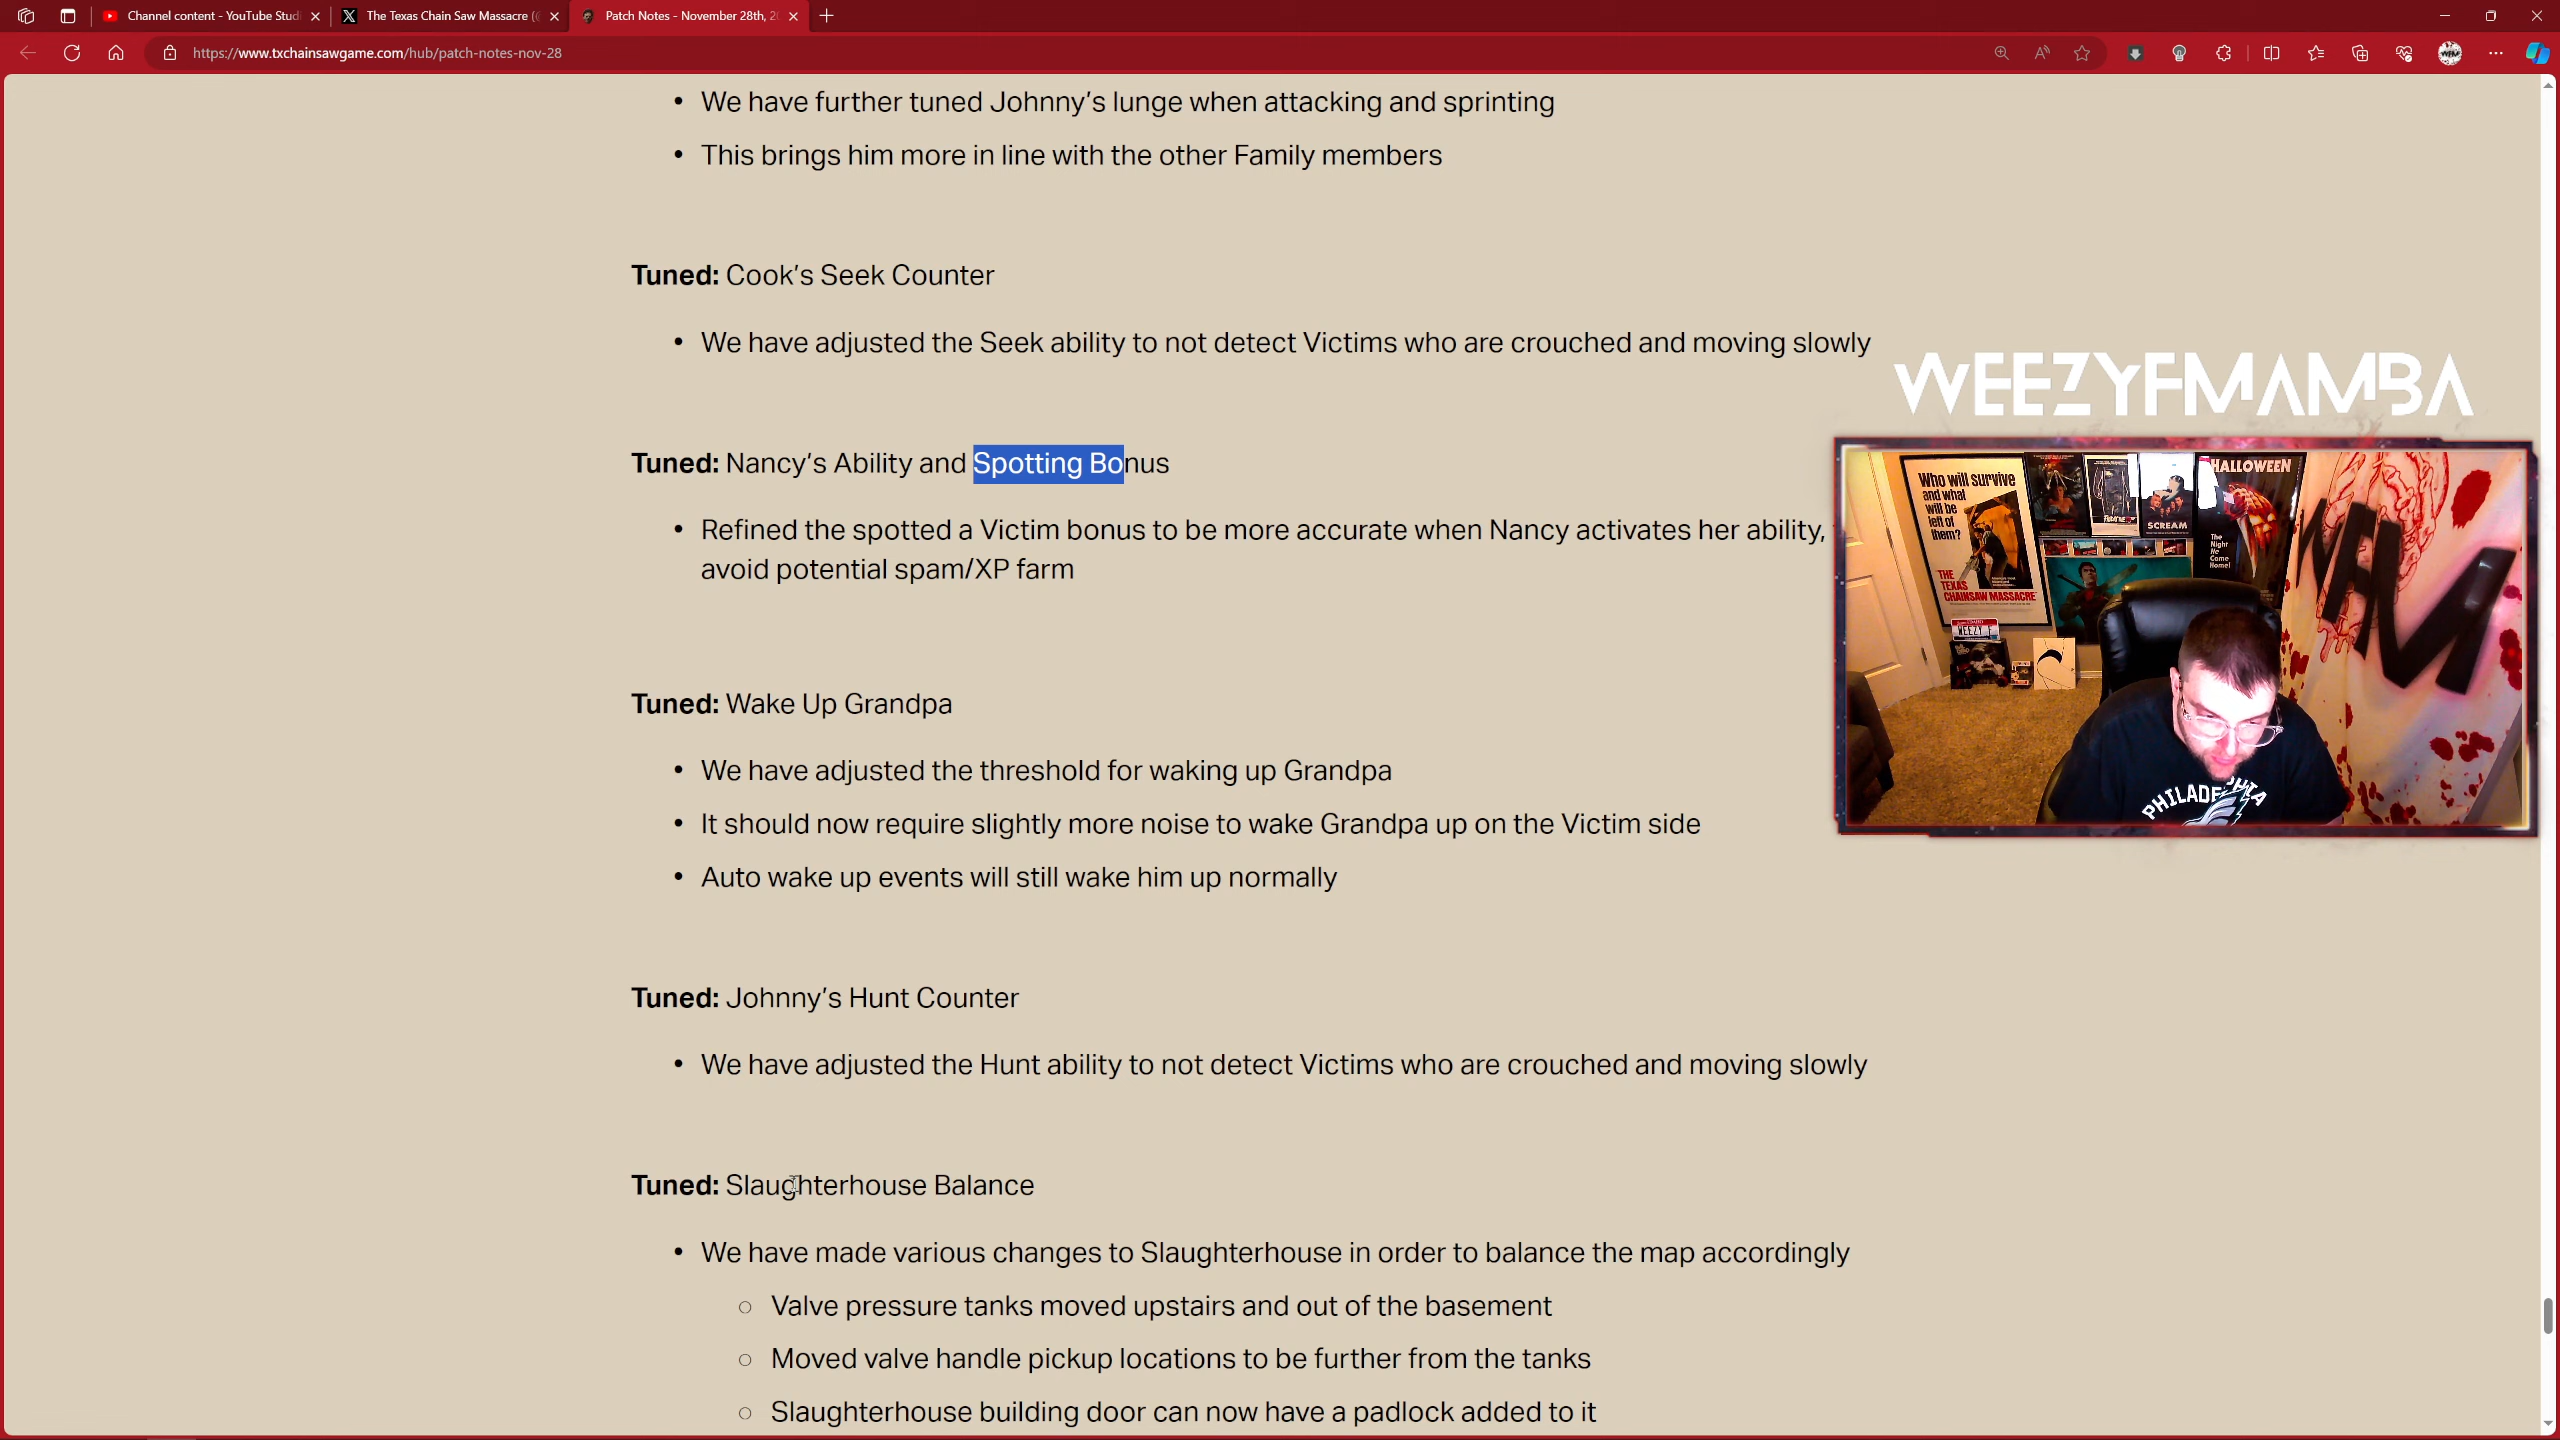 Channel content - YouTube Studi
The Texas Chain Saw Massacre (@
Patch Notes - November 28th, 20
https://www.txchainsawgame.com/hub/patch-notes-nov-28
• We have further tuned Johnny’s lunge when attacking and sprinting
• This brings him more in line with the other Family members
Tuned: Cook’s Seek Counter
• We have adjusted the Seek ability to not detect Victims who are crouched and moving slowly
Tuned: Nancy’s Ability and Spotting Bonus
• Refined the spotted a Victim bonus to be more accurate when Nancy activates her ability,
avoid potential spam/XP farm
Tuned: Wake Up Grandpa
• We have adjusted the threshold for waking up Grandpa
• It should now require slightly more noise to wake Grandpa up on the Victim side
• Auto wake up events will still wake him up normally
Tuned: Johnny’s Hunt Counter
• We have adjusted the Hunt ability to not detect Victims who are crouched and moving slowly
Tuned: Slaughterhouse Balance
• We have made various changes to Slaughterhouse in order to balance the map accordingly
○ Valve pressure tanks moved upstairs and out of the basement
○ Moved valve handle pickup locations to be further from the tanks
○ Slaughterhouse building door can now have a padlock added to it
WEEZYFMAMBA
Who will survive
and what
will be
left of
them?
THE
TEXAS
CHAINSAW MASSACRE
WEEZY F
SCREAM
HALLOWEEN
The
Night
He
Came
Home!
PHILADE